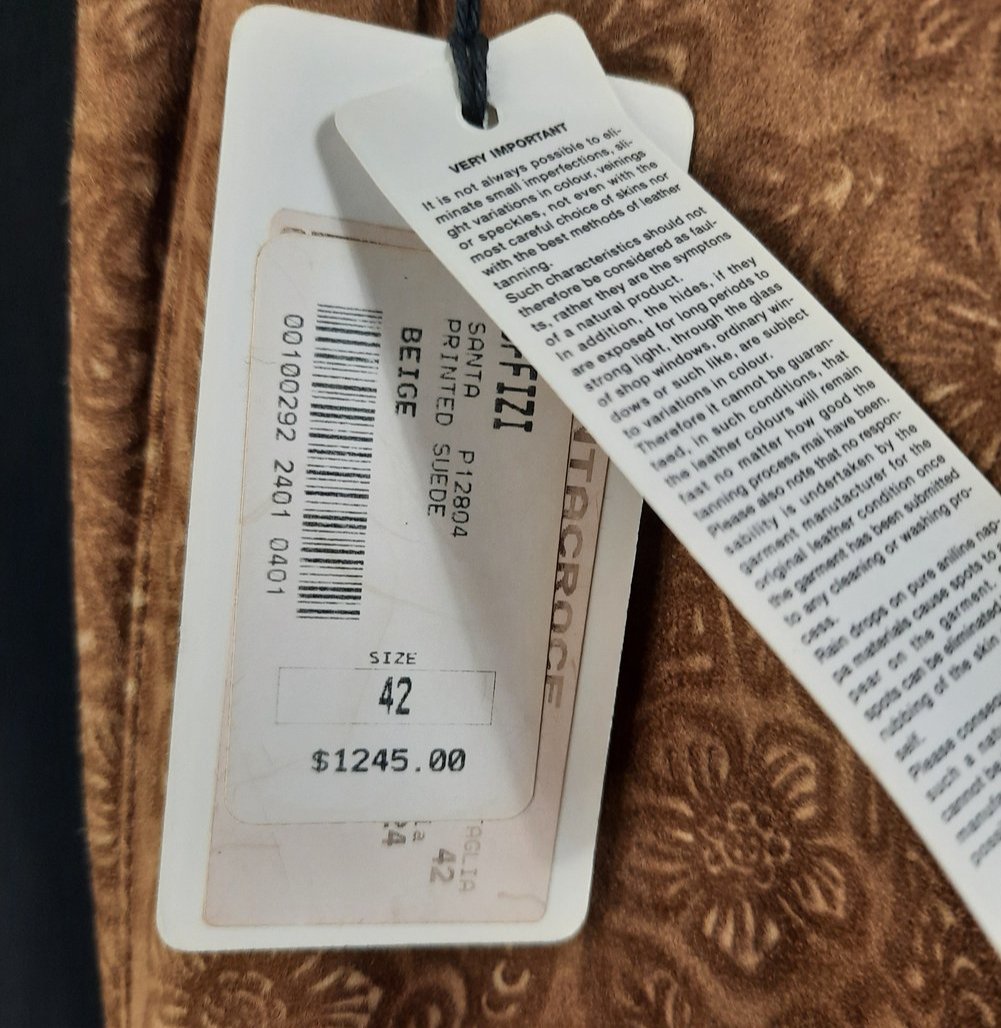 VERY IMPORTANT
It is not always possible to eli-
minate small imperfections, sli-
ght variations in colour, veinings
or speckles, not even with the
most careful choice of skins nor
with the best methods of leather
tanning.
Such characteristics should not
therefore be considered as faul-
ts, rather they are the symptoms
of a natural product.
In addition, the hides, if they
are exposed for long periods to
strong light, through the glass
of shop windows, ordinary win-
dows or such like, are subject
to variations in colour.
Therefore it cannot be guaran-
teed, in such conditions, that
the leather colours will remain
fast no matter how good the
tanning process mai have been.
Please also note that no respon-
sability is undertaken by the
garment manufacturer for the
original leather condition once
the garment has been submitted
to any cleaning or washing pro-
cess.
Rain drops on pure aniline nap
pa materials cause spots to
pear on the garment,
spots can be eliminated
rubbing of the skin
self.
Please
such a
cannot be
FFIZI
SANTA P12804
PRINTED SUEDE
BEIGE
00100292 2401 0401
SIZE
42
$1245.00
NTACROCE
TAGLIA
42